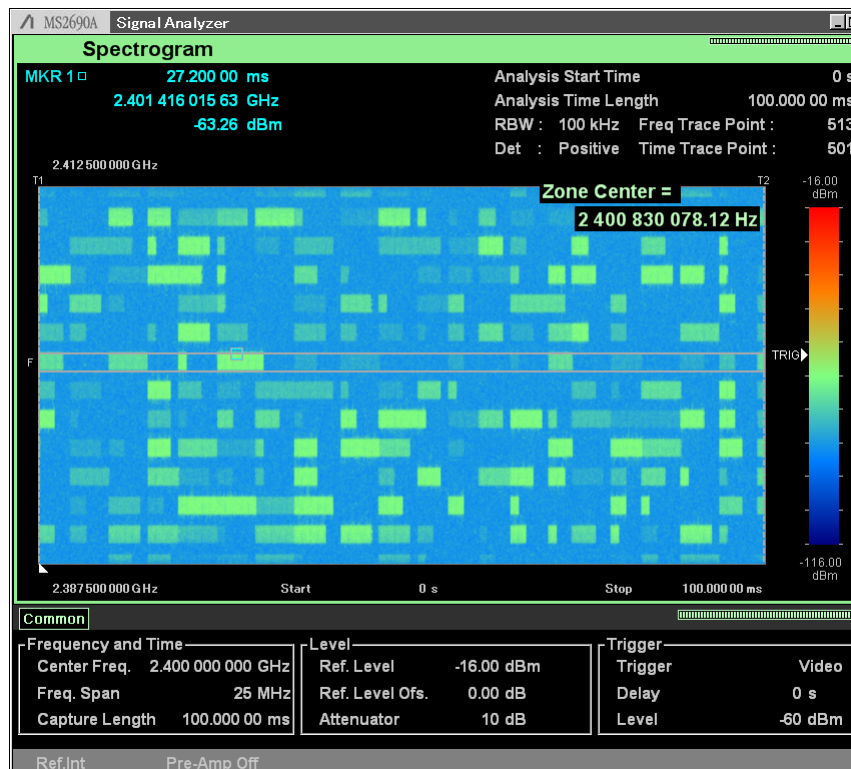 MS2690A Signal Analyzer
Spectrogram
MKR 1 27.200 00 ms
2.401 416 015 63 GHz
-63.26 dBm
Analysis Start Time 0 s
Analysis Time Length 100.000 00 ms
RBW : 100 kHz Freq Trace Point : 513
Det : Positive Time Trace Point : 501
2.412 500 000 GHz
T1
T2
Zone Center =
2 400 830 078.12 Hz
-16.00
dBm
F
TRIG
-116.00
dBm
2.387 500 000 GHz Start 0 s Stop 100.000 00 ms
Common
Frequency and Time
Center Freq. 2.400 000 000 GHz
Freq. Span 25 MHz
Capture Length 100.000 00 ms
Level
Ref. Level -16.00 dBm
Ref. Level Ofs. 0.00 dB
Attenuator 10 dB
Trigger
Trigger Video
Delay 0 s
Level -60 dBm
Ref.Int Pre-Amp Off